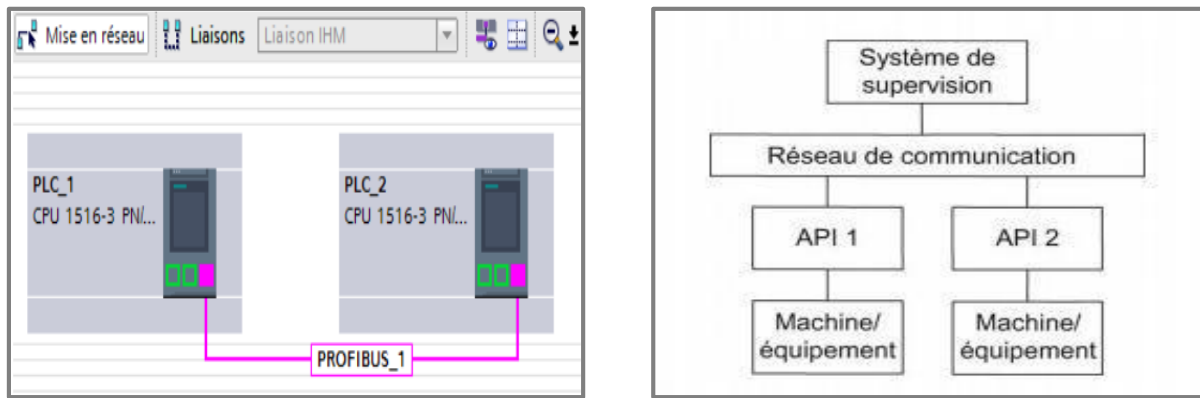 Mise en réseau Liaisons Liaison IHM
PLC_1
CPU 1516-3 PN/...
PLC_2
CPU 1516-3 PN/...
PROFIBUS_1
Système de
supervision
Réseau de communication
API 1
API 2
Machine/
équipement
Machine/
équipement